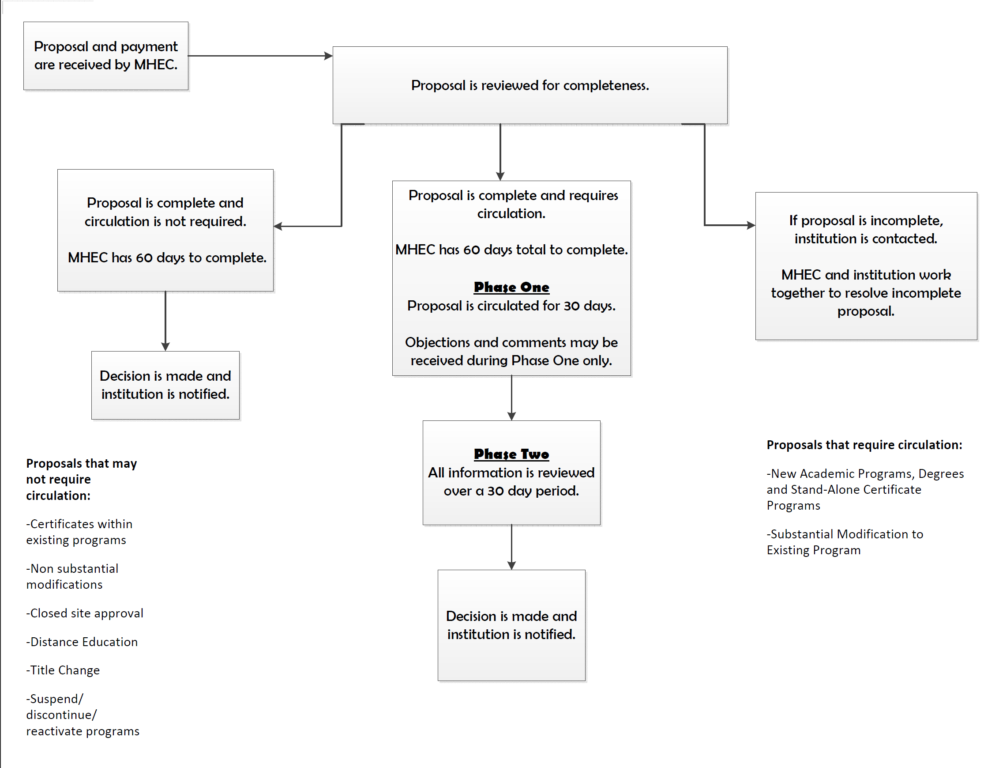 Proposal and payment
are received by MHEC.
Proposal is reviewed for completeness.
Proposal is complete and
circulation is not required.
MHEC has 60 days to complete.
Proposal is complete and requires
circulation.
MHEC has 60 days total to complete.
Phase One
Proposal is circulated for 30 days.
Objections and comments may be
received during Phase One only.
If proposal is incomplete,
institution is contacted.
MHEC and institution work
together to resolve incomplete
proposal.
Decision is made and
institution is notified.
Phase Two
All information is reviewed
over a 30 day period.
Decision is made and
institution is notified.
Proposals that may
not require
circulation:
-Certificates within
existing programs
-Non substantial
modifications
-Closed site approval
-Distance Education
-Title Change
-Suspend/
discontinue/
reactivate programs
Proposals that require circulation:
-New Academic Programs, Degrees
and Stand-Alone Certificate
Programs
-Substantial Modification to
Existing Program